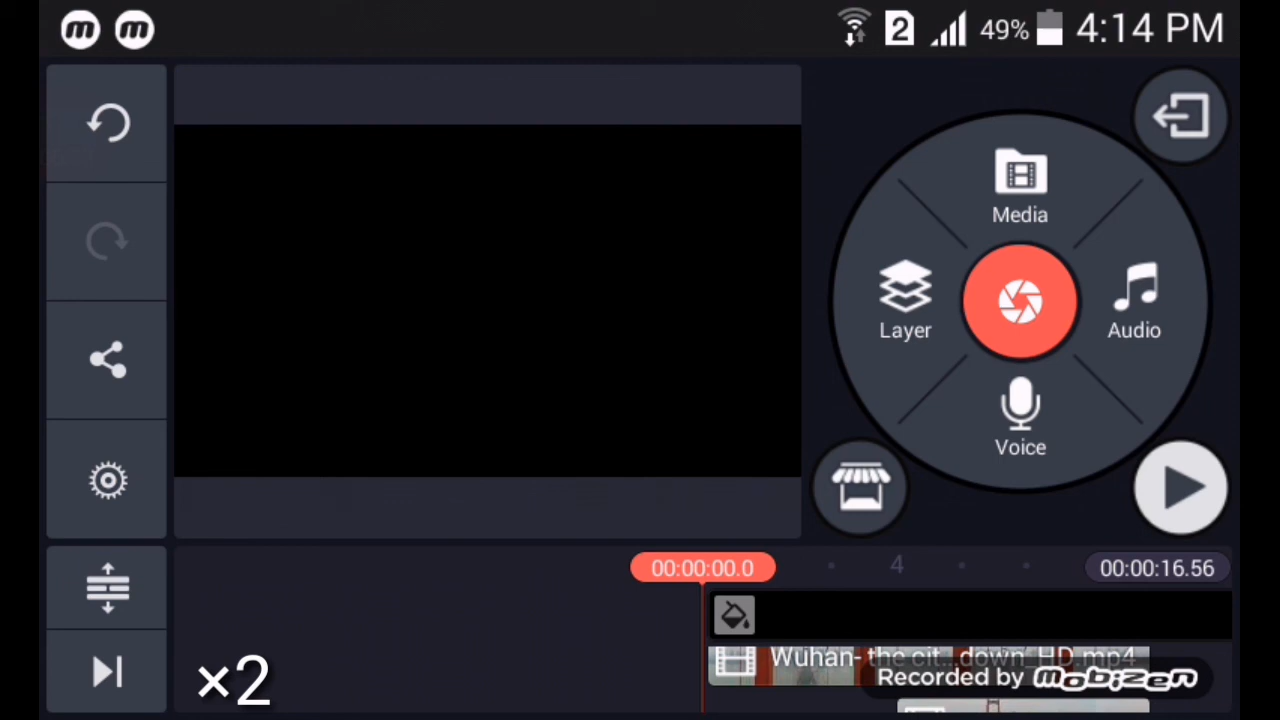 m m 2 49% 4:14 PM
Media
Layer
Audio
Voice
00:00:00.0 4 00:00:16.56
Wuhan- the cit...down_HD.mp4
Recorded by mobizen
×2